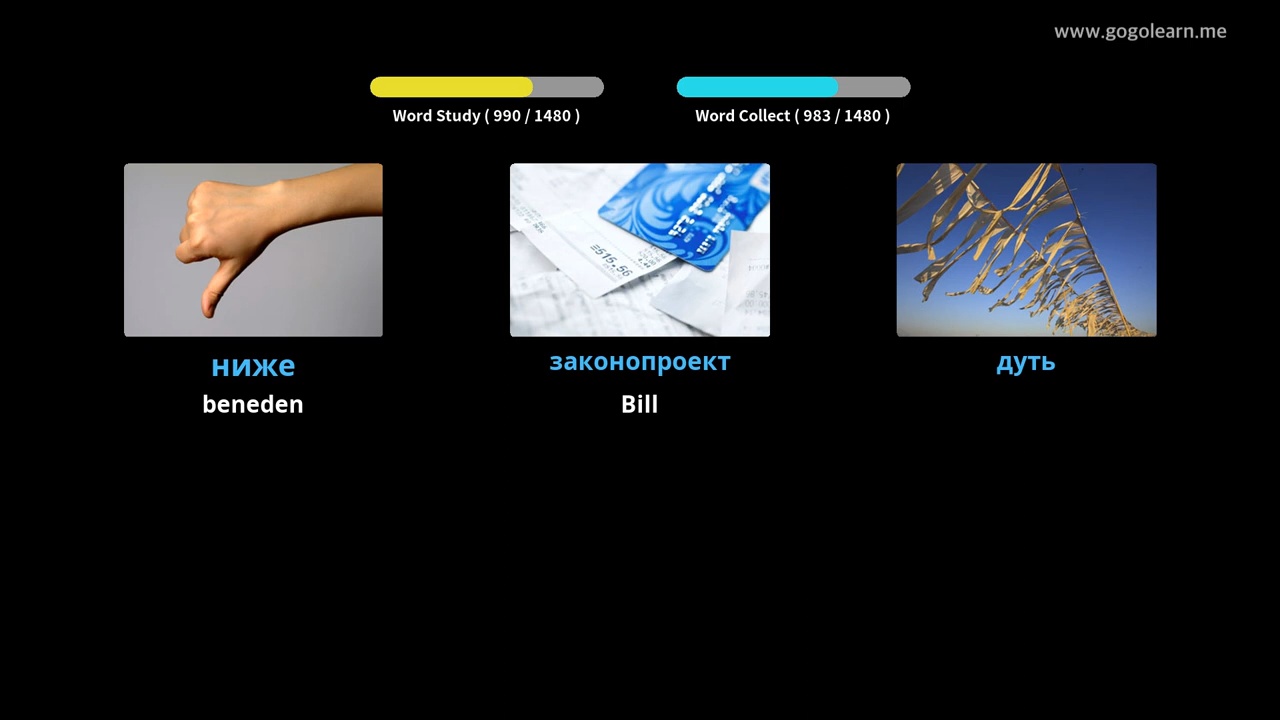 www.gogolearn.me
Word Study ( 990 / 1480 )
Word Collect ( 983 / 1480 )
ниже
законопроект
дуть
beneden
Bill